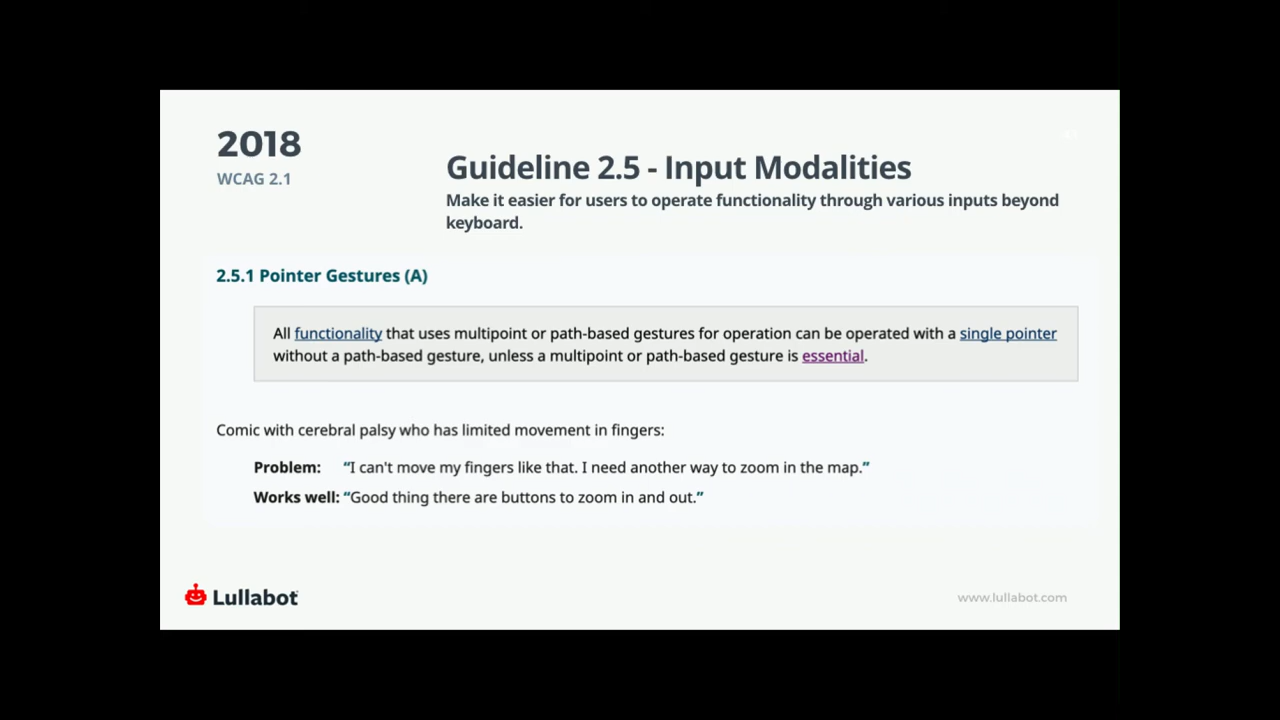 2018
WCAG 2.1
Guideline 2.5 - Input Modalities
Make it easier for users to operate functionality through various inputs beyond
keyboard.
2.5.1 Pointer Gestures (A)
All functionality that uses multipoint or path-based gestures for operation can be operated with a single pointer
without a path-based gesture, unless a multipoint or path-based gesture is essential.
Comic with cerebral palsy who has limited movement in fingers:
Problem: “I can't move my fingers like that. I need another way to zoom in the map.”
Works well: “Good thing there are buttons to zoom in and out.”
Lullabot
www.lullabot.com